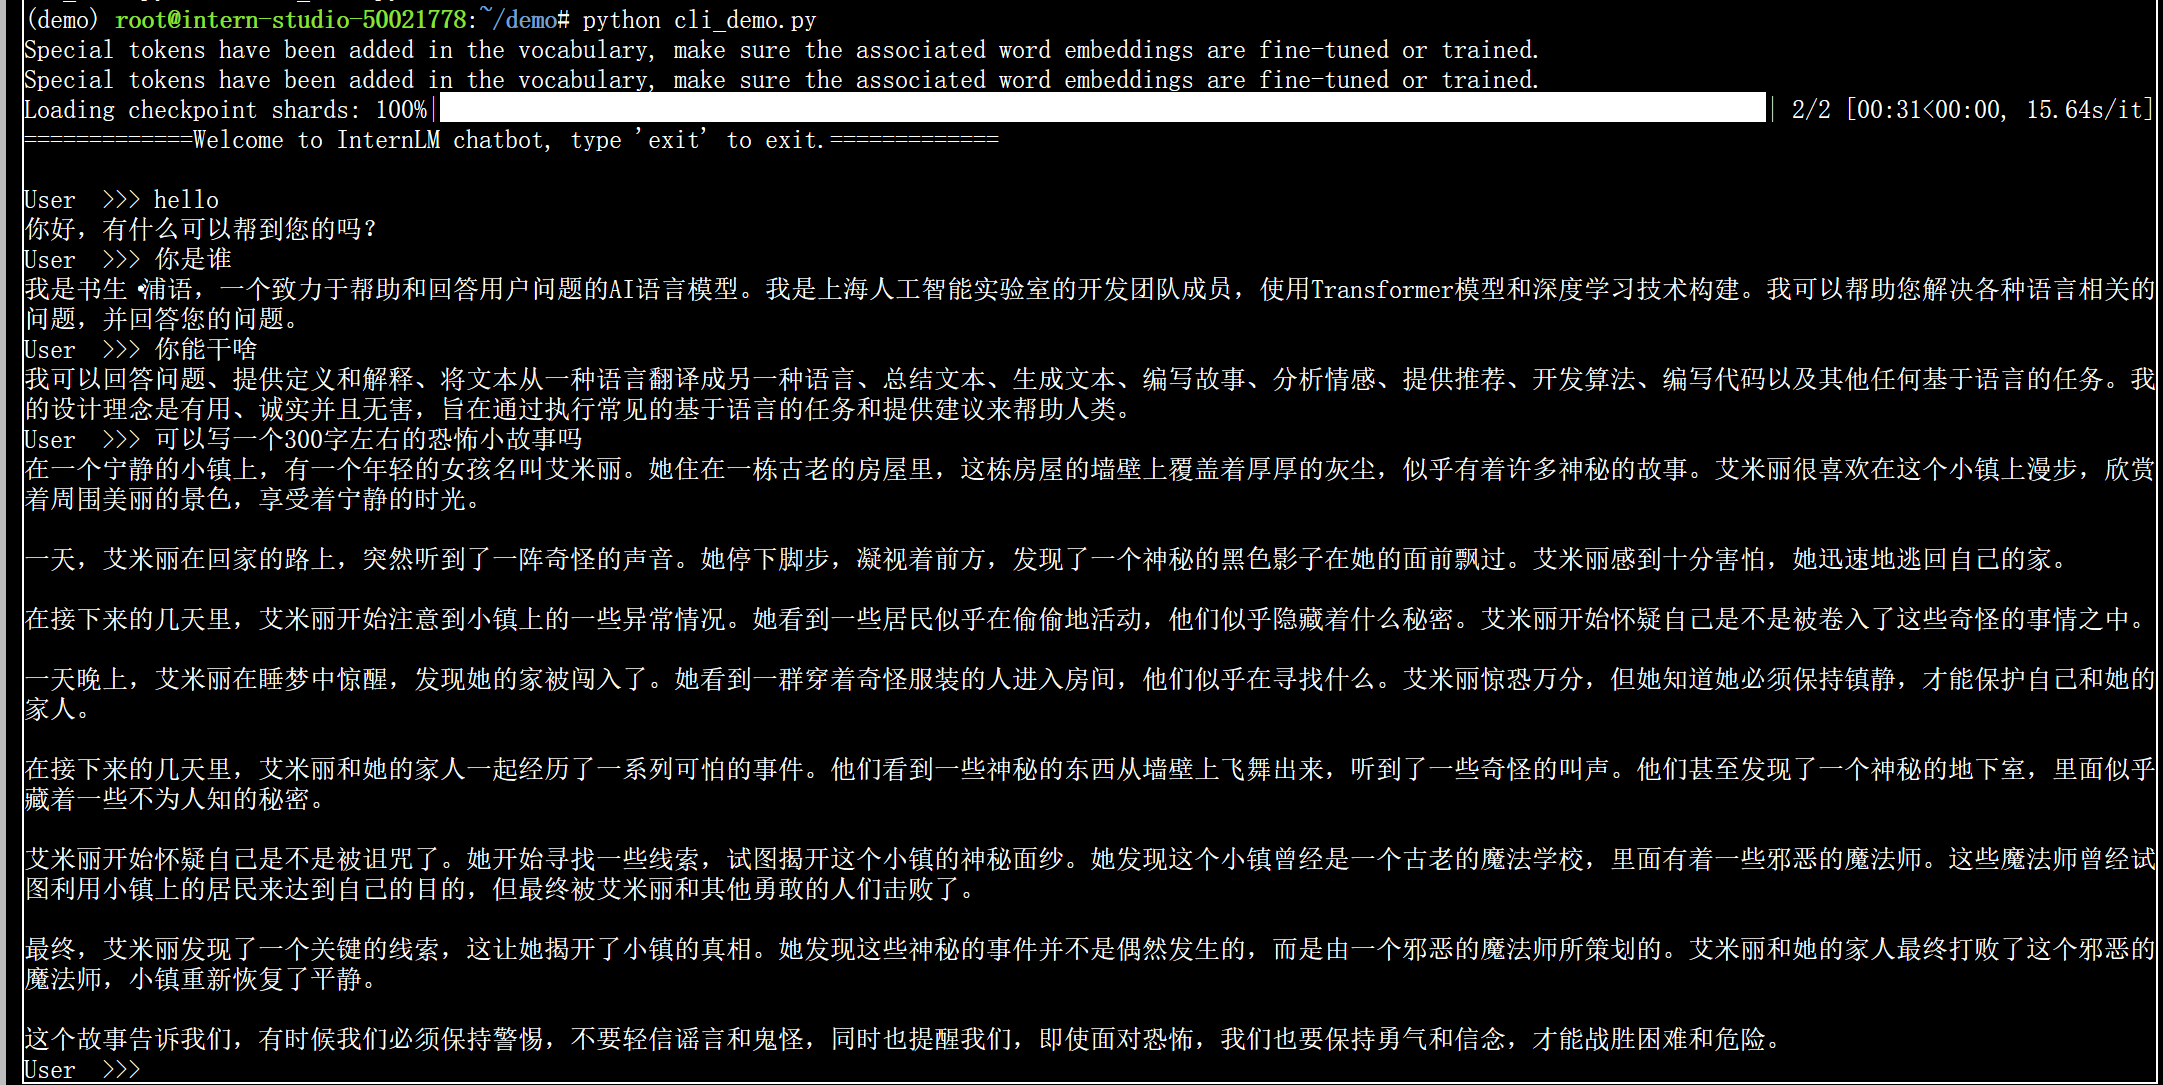 (demo) root@intern-studio-50021778:~/demo# python cli_demo.py
Special tokens have been added in the vocabulary, make sure the associated word embeddings are fine-tuned or trained.
Special tokens have been added in the vocabulary, make sure the associated word embeddings are fine-tuned or trained.
Loading checkpoint shards: 100%| | 2/2 [00:31<00:00, 15.64s/it]
=============Welcome to InternLM chatbot, type 'exit' to exit.=============
User >>> hello
你好，有什么可以帮到您的吗？
User >>> 你是谁
我是书生·浦语，一个致力于帮助和回答用户问题的AI语言模型。我是上海人工智能实验室的开发团队成员，使用Transformer模型和深度学习技术构建。我可以帮助您解决各种语言相关的
问题，并回答您的问题。
User >>> 你能干啥
我可以回答问题、提供定义和解释、将文本从一种语言翻译成另一种语言、总结文本、生成文本、编写故事、分析情感、提供推荐、开发算法、编写代码以及其他任何基于语言的任务。我
的设计理念是有用、诚实并且无害，旨在通过执行常见的基于语言的任务和提供建议来帮助人类。
User >>> 可以写一个300字左右的恐怖小故事吗
在一个宁静的小镇上，有一个年轻的女孩名叫艾米丽。她住在一栋古老的房屋里，这栋房屋的墙壁上覆盖着厚厚的灰尘，似乎有着许多神秘的故事。艾米丽很喜欢在这个小镇上漫步，欣赏
着周围美丽的景色，享受着宁静的时光。
一天，艾米丽在回家的路上，突然听到了一阵奇怪的声音。她停下脚步，凝视着前方，发现了一个神秘的黑色影子在她的面前飘过。艾米丽感到十分害怕，她迅速地逃回自己的家。
在接下来的几天里，艾米丽开始注意到小镇上的一些异常情况。她看到一些居民似乎在偷偷地活动，他们似乎隐藏着什么秘密。艾米丽开始怀疑自己是不是被卷入了这些奇怪的事情之中。
一天晚上，艾米丽在睡梦中惊醒，发现她的家被闯入了。她看到一群穿着奇怪服装的人进入房间，他们似乎在寻找什么。艾米丽惊恐万分，但她知道她必须保持镇静，才能保护自己和她的
家人。
在接下来的几天里，艾米丽和她的家人一起经历了一系列可怕的事件。他们看到一些神秘的东西从墙壁上飞舞出来，听到了一些奇怪的叫声。他们甚至发现了一个神秘的地下室，里面似乎
藏着一些不为人知的秘密。
艾米丽开始怀疑自己是不是被诅咒了。她开始寻找一些线索，试图揭开这个小镇的神秘面纱。她发现这个小镇曾经是一个古老的魔法学校，里面有着一些邪恶的魔法师。这些魔法师曾经试
图利用小镇上的居民来达到自己的目的，但最终被艾米丽和其他勇敢的人们击败了。
最终，艾米丽发现了一个关键的线索，这让她揭开了小镇的真相。她发现这些神秘的事件并不是偶然发生的，而是由一个邪恶的魔法师所策划的。艾米丽和她的家人最终打败了这个邪恶的
魔法师，小镇重新恢复了平静。
这个故事告诉我们，有时候我们必须保持警惕，不要轻信谣言和鬼怪，同时也提醒我们，即使面对恐怖，我们也要保持勇气和信念，才能战胜困难和危险。
User >>>